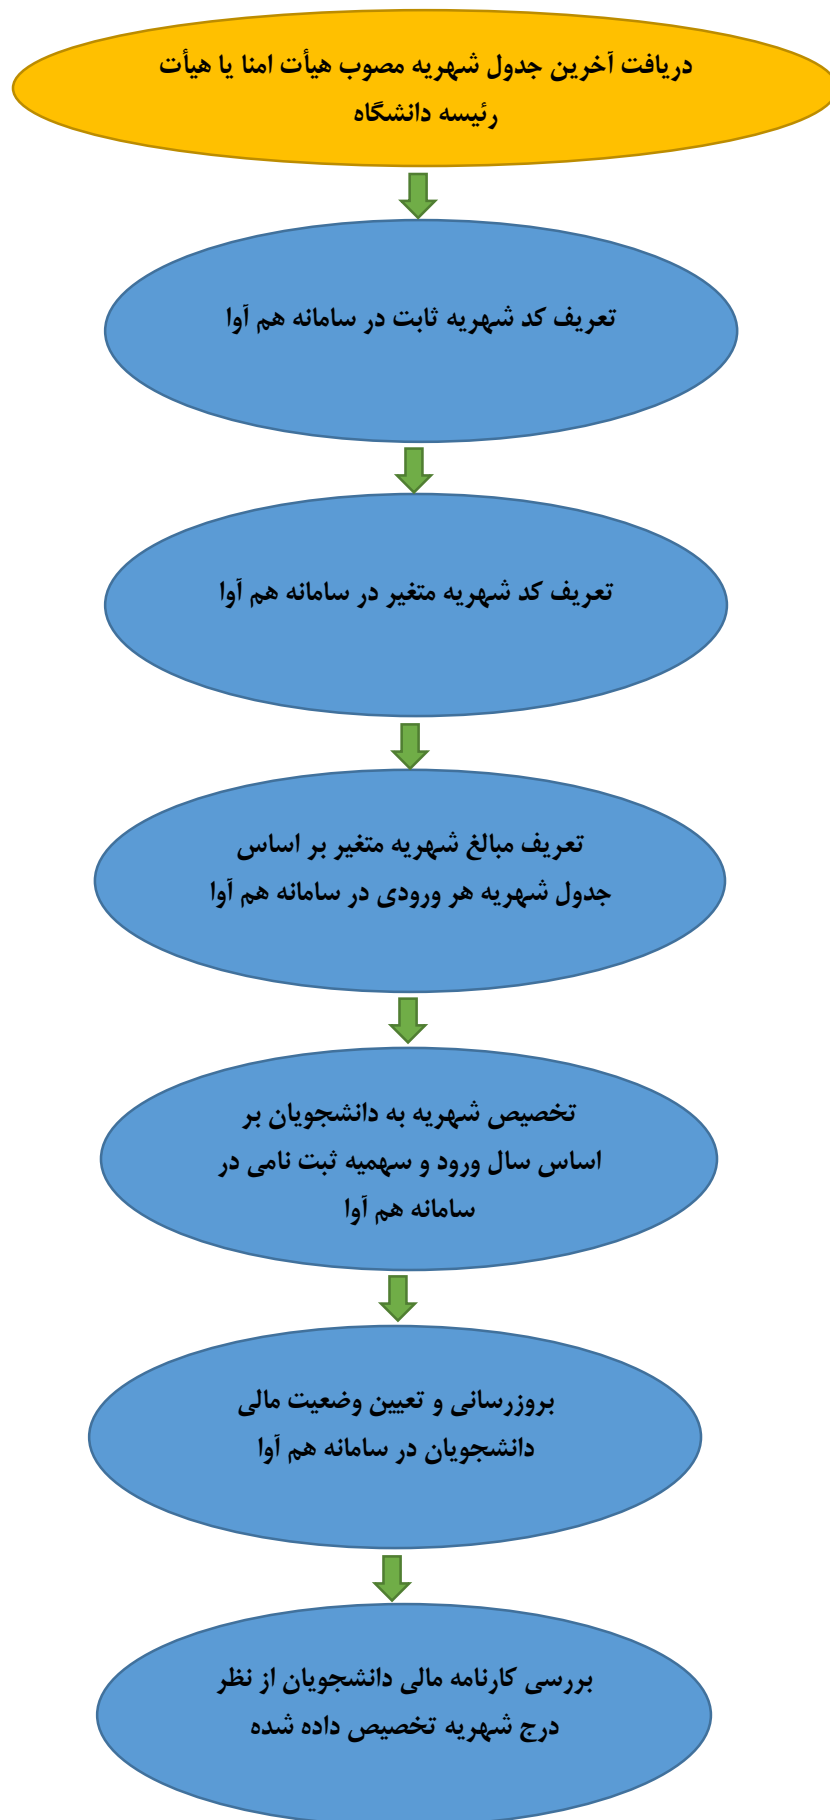 دریافت آخرین جدول شهریه مصوب هیأت امنا یا هیأت
رئیسه دانشگاه
تعریف کد شهریه ثابت در سامانه هم آوا
تعریف کد شهریه متغیر در سامانه هم آوا
تعریف مبالغ شهریه متغیر بر اساس
جدول شهریه هر ورودی در سامانه هم آوا
تخصیص شهریه به دانشجویان بر
اساس سال ورود و سهمیه ثبت نامی در
سامانه هم آوا
بروزرسانی و تعیین وضعیت مالی
دانشجویان در سامانه هم آوا
بررسی کارنامه مالی دانشجویان از نظر
درج شهریه تخصیص داده شده